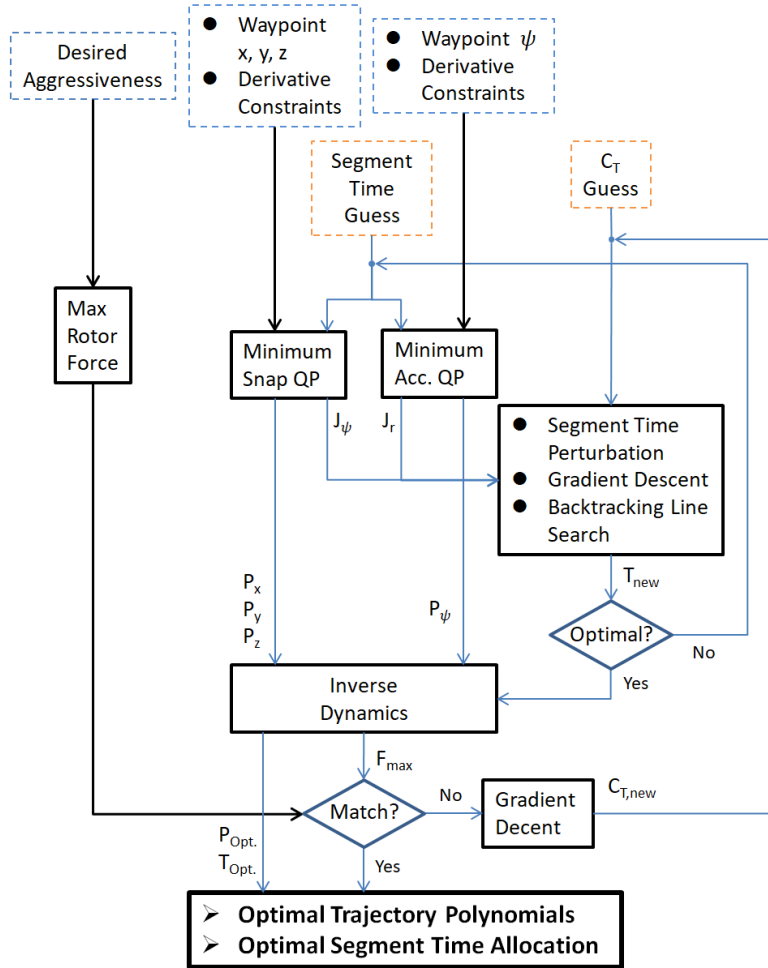 Desired
Aggressiveness
● Waypoint
x, y, z
● Derivative
Constraints
● Waypoint ψ
● Derivative
Constraints
Segment
Time
Guess
C_T
Guess
Max
Rotor
Force
Minimum
Snap QP
Minimum
Acc. QP
J_ψ
J_r
● Segment Time
Perturbation
● Gradient Descent
● Backtracking Line
Search
T_new
P_x
P_y
P_z
P_ψ
Optimal?
No
Yes
Inverse
Dynamics
F_max
Match?
No
Gradient
Decent
C_T,new
P_Opt.
T_Opt.
Yes
➢ Optimal Trajectory Polynomials
➢ Optimal Segment Time Allocation